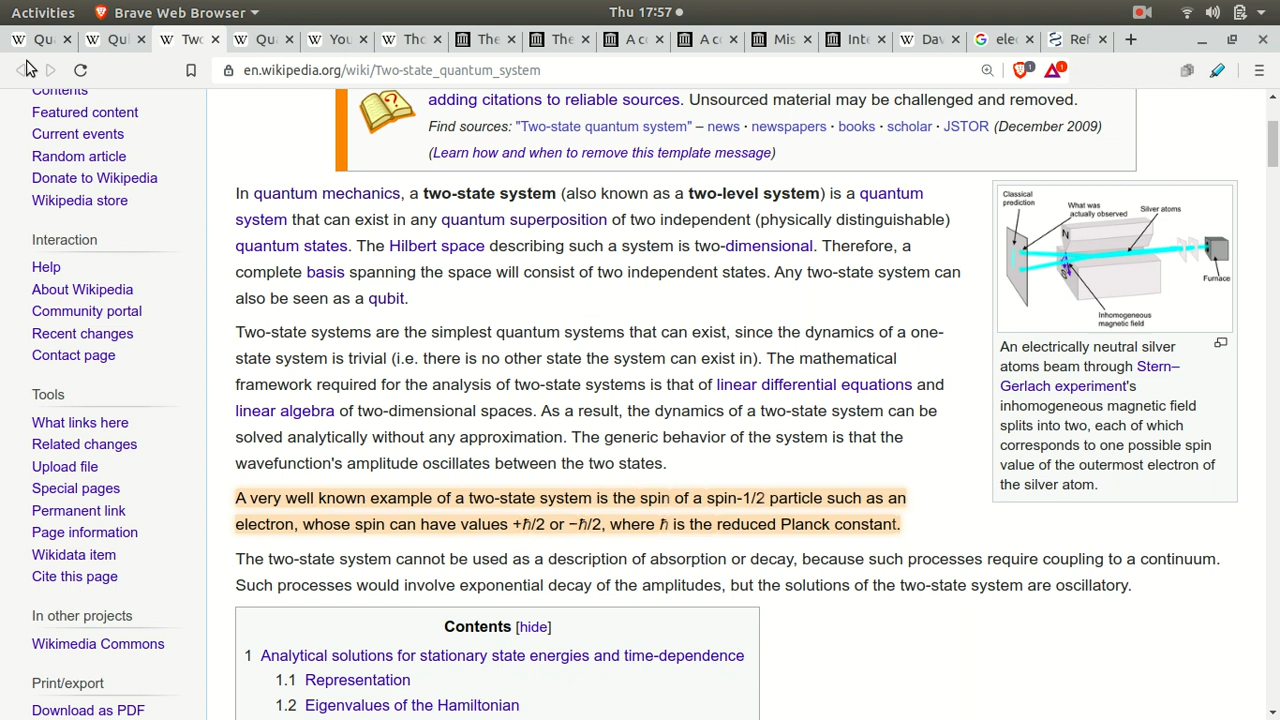 Activities Brave Web Browser Thu 17:57
Qu Qu Two Qu You Tho The The A co A co Mis Inte Dav elec Ref
en.wikipedia.org/wiki/Two-state_quantum_system 1 1
Contents
Featured content
Current events
Random article
Donate to Wikipedia
Wikipedia store
Interaction
Help
About Wikipedia
Community portal
Recent changes
Contact page
Tools
What links here
Related changes
Upload file
Special pages
Permanent link
Page information
Wikidata item
Cite this page
In other projects
Wikimedia Commons
Print/export
Download as PDF
adding citations to reliable sources. Unsourced material may be challenged and removed.
Find sources: "Two-state quantum system" – news · newspapers · books · scholar · JSTOR (December 2009)
(Learn how and when to remove this template message)
In quantum mechanics, a two-state system (also known as a two-level system) is a quantum
system that can exist in any quantum superposition of two independent (physically distinguishable)
quantum states. The Hilbert space describing such a system is two-dimensional. Therefore, a
complete basis spanning the space will consist of two independent states. Any two-state system can
also be seen as a qubit.
Two-state systems are the simplest quantum systems that can exist, since the dynamics of a one-
state system is trivial (i.e. there is no other state the system can exist in). The mathematical
framework required for the analysis of two-state systems is that of linear differential equations and
linear algebra of two-dimensional spaces. As a result, the dynamics of a two-state system can be
solved analytically without any approximation. The generic behavior of the system is that the
wavefunction's amplitude oscillates between the two states.
A very well known example of a two-state system is the spin of a spin-1/2 particle such as an
electron, whose spin can have values +ℏ/2 or −ℏ/2, where ℏ is the reduced Planck constant.
The two-state system cannot be used as a description of absorption or decay, because such processes require coupling to a continuum.
Such processes would involve exponential decay of the amplitudes, but the solutions of the two-state system are oscillatory.
Contents [hide]
1 Analytical solutions for stationary state energies and time-dependence
1.1 Representation
1.2 Eigenvalues of the Hamiltonian
Classical
prediction
What was
actually observed
Silver atoms
N
Furnace
Inhomogeneous
magnetic field
An electrically neutral silver
atoms beam through Stern–
Gerlach experiment's
inhomogeneous magnetic field
splits into two, each of which
corresponds to one possible spin
value of the outermost electron of
the silver atom.